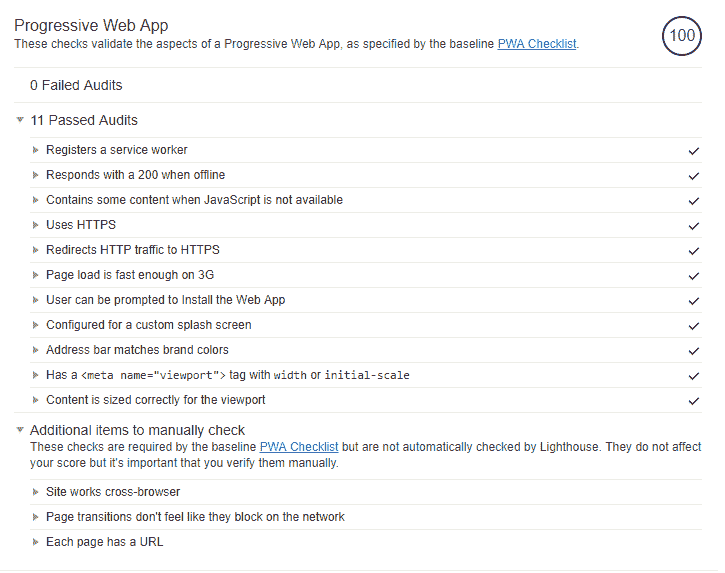 Progressive Web App
These checks validate the aspects of a Progressive Web App, as specified by the baseline PWA Checklist.
100
0 Failed Audits
11 Passed Audits
Registers a service worker
Responds with a 200 when offline
Contains some content when JavaScript is not available
Uses HTTPS
Redirects HTTP traffic to HTTPS
Page load is fast enough on 3G
User can be prompted to Install the Web App
Configured for a custom splash screen
Address bar matches brand colors
Has a <meta name="viewport"> tag with width or initial-scale
Content is sized correctly for the viewport
Additional items to manually check
These checks are required by the baseline PWA Checklist but are not automatically checked by Lighthouse. They do not affect
your score but it's important that you verify them manually.
Site works cross-browser
Page transitions don't feel like they block on the network
Each page has a URL